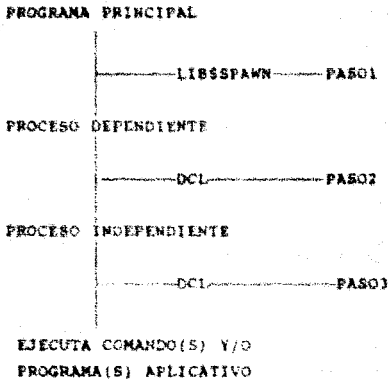 PROGRAMA PRINCIPAL
LIB$SPAWN PASO1
PROCESO DEPENDIENTE
DCL PASO2
PROCESO INDEPENDIENTE
DCL PASO3
EJECUTA COMANDO(S) Y/O
PROGRAMA(S) APLICATIVO